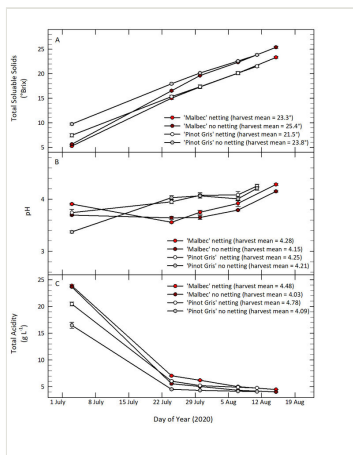 A
Total Soluable Solids
(°Brix)
25
20
15
10
5
'Malbec' netting (harvest mean = 23.3°)
'Malbec' no netting (harvest mean = 25.4°)
'Pinot Gris' netting (harvest mean = 21.5°)
'Pinot Gris' no netting (harvest mean = 23.8°)
B
pH
4
3
'Malbec' netting (harvest mean = 4.28)
'Malbec' no netting (harvest mean = 4.15)
'Pinot Gris' netting (harvest mean = 4.25)
'Pinot Gris' no netting (harvest mean = 4.21)
C
Total Acidity
(g L⁻¹)
25
20
15
10
5
'Malbec' netting (harvest mean = 4.48)
'Malbec' no netting (harvest mean = 4.03)
'Pinot Gris' netting (harvest mean = 4.78)
'Pinot Gris' no netting (harvest mean = 4.09)
1 July 8 July 15 July 22 July 29 July 5 Aug 12 Aug 19 Aug
Day of Year (2020)